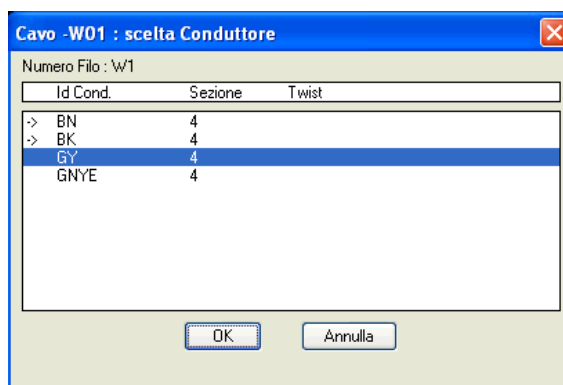 Cavo -W01 : scelta Conduttore
Numero Filo : W1
Id Cond. Sezione Twist
-> BN 4
-> BK 4
GY 4
GNYE 4
OK Annulla